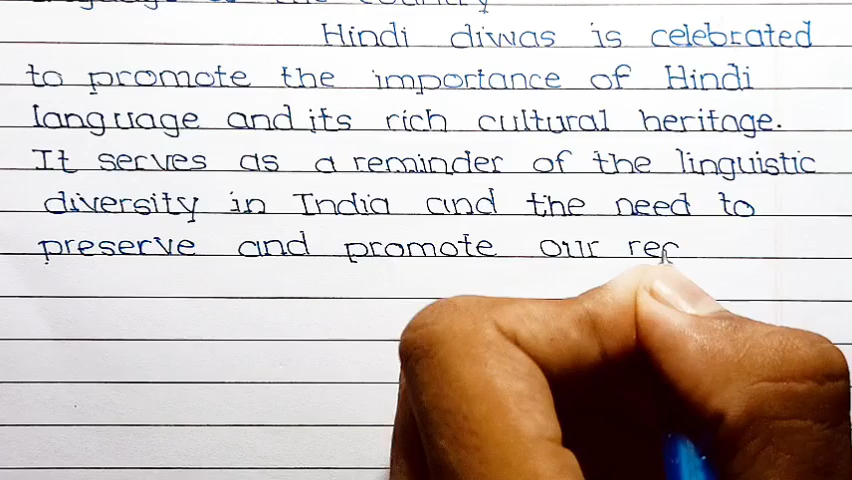 Hindi diwas is celebrated
to promote the importance of Hindi
language and its rich cultural heritage.
It serves as a reminder of the linguistic
diversity in India and the need to
preserve and promote our